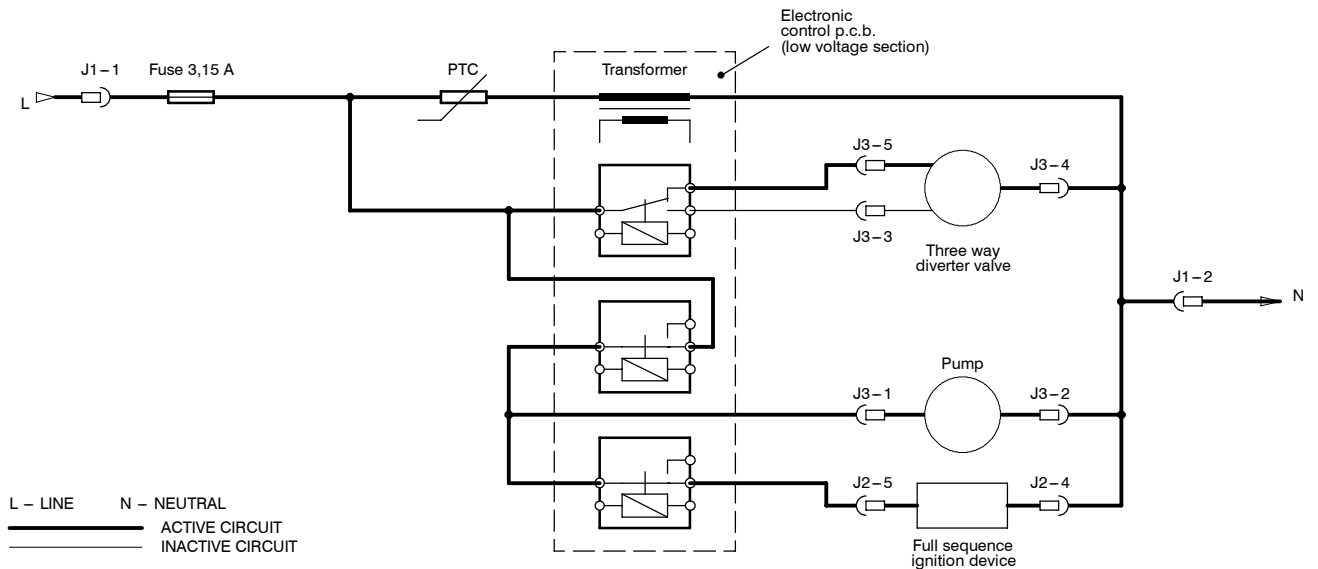 Electronic
control p.c.b.
(low voltage section)
J1–1
Fuse 3,15 A
PTC
Transformer
L
J3–5
J3–4
J3–3
Three way
diverter valve
J1–2
N
Pump
J3–1
J3–2
J2–5
J2–4
Full sequence
ignition device
L – LINE N – NEUTRAL
ACTIVE CIRCUIT
INACTIVE CIRCUIT